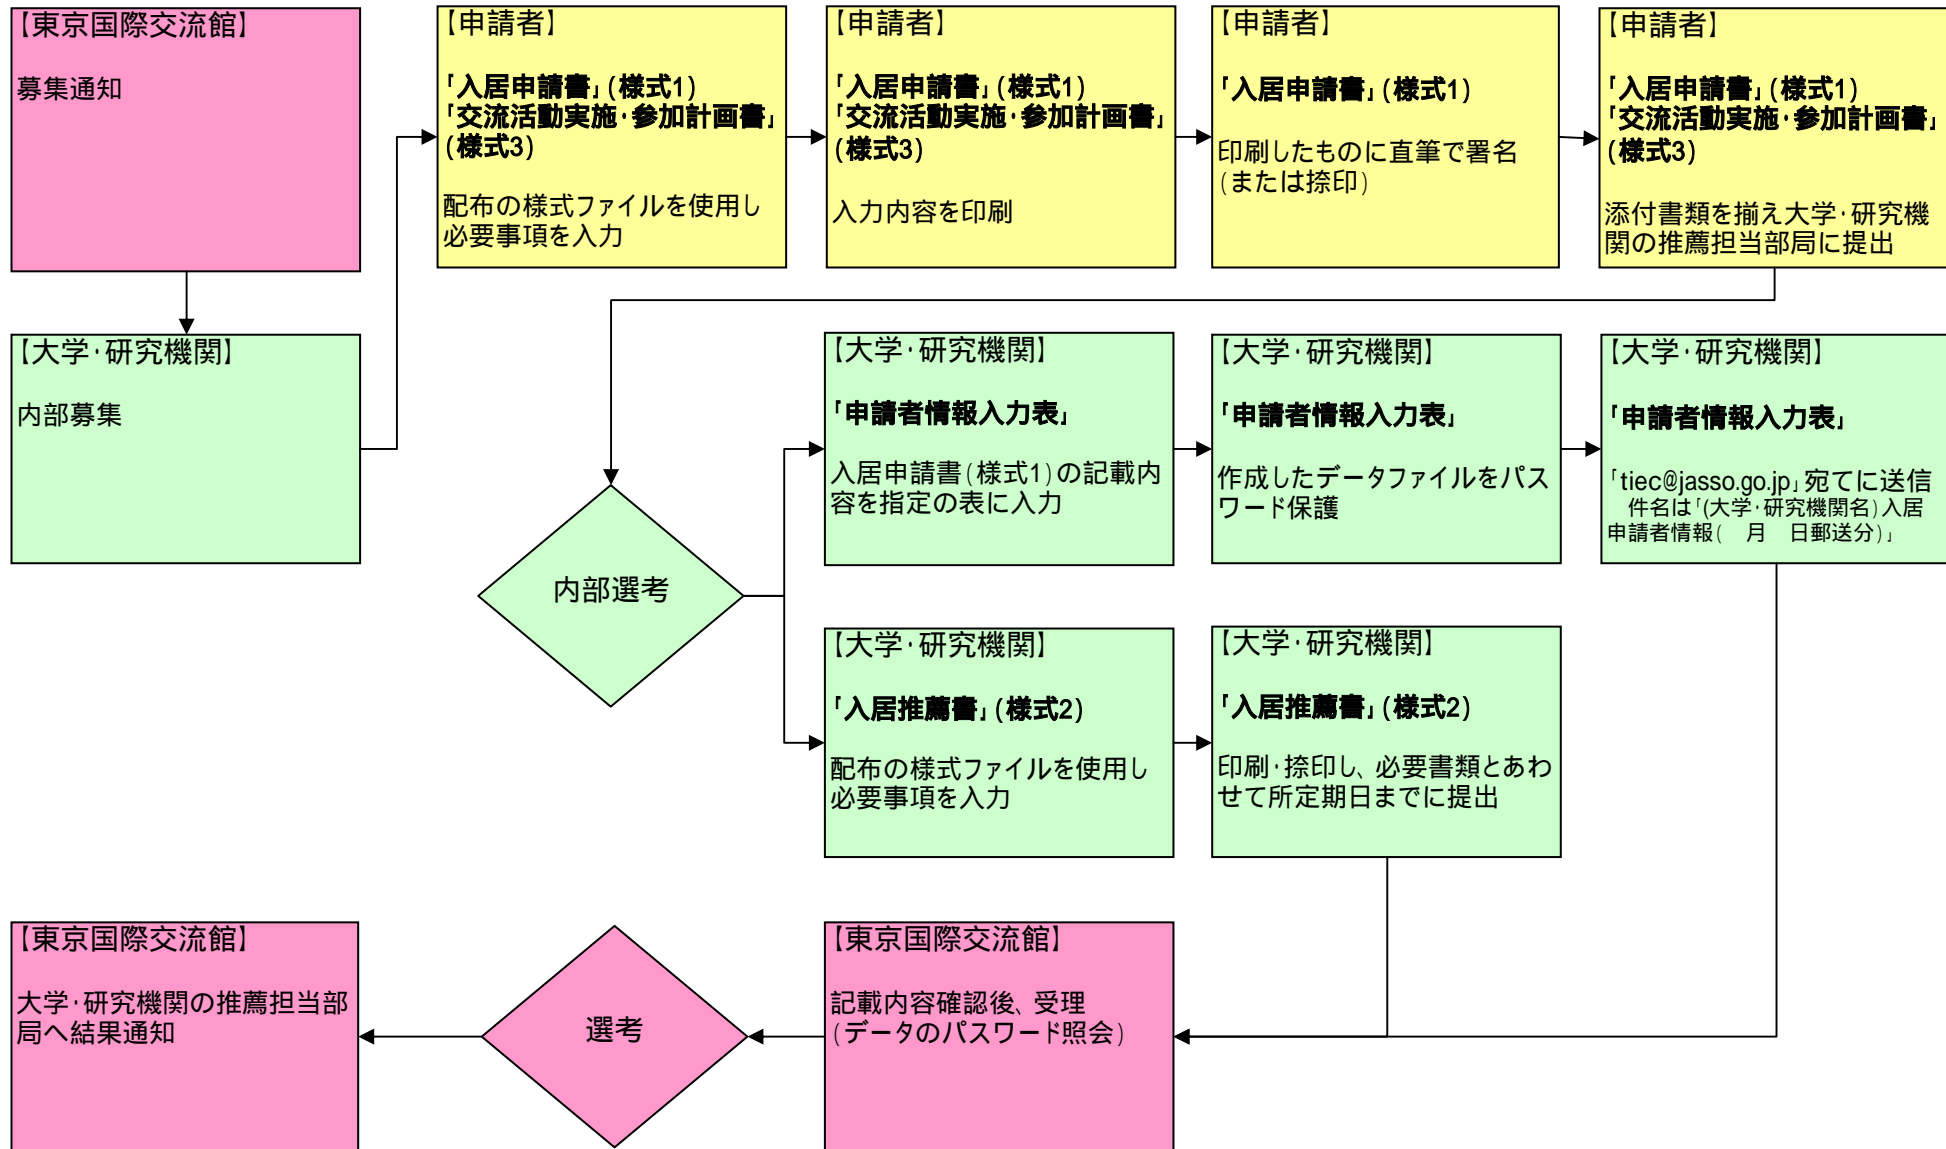 【東京国際交流館】
募集通知
【申請者】
「入居申請書」(様式1)
「交流活動実施・参加計画書」
(様式3)
配布の様式ファイルを使用し
必要事項を入力
【申請者】
「入居申請書」(様式1)
「交流活動実施・参加計画書」
(様式3)
入力内容を印刷
【申請者】
「入居申請書」(様式1)
印刷したものに直筆で署名
(または捺印)
【申請者】
「入居申請書」(様式1)
「交流活動実施・参加計画書」
(様式3)
添付書類を揃え大学・研究機
関の推薦担当部局に提出
【大学・研究機関】
内部募集
内部選考
【大学・研究機関】
「申請者情報入力表」
入居申請書(様式1)の記載内
容を指定の表に入力
【大学・研究機関】
「申請者情報入力表」
作成したデータファイルをパス
ワード保護
【大学・研究機関】
「申請者情報入力表」
「tiec@jasso.go.jp」宛てに送信
件名は「(大学・研究機関名)入居
申請者情報(　月　日郵送分)」
【大学・研究機関】
「入居推薦書」(様式2)
配布の様式ファイルを使用し
必要事項を入力
【大学・研究機関】
「入居推薦書」(様式2)
印刷・捺印し、必要書類とあわ
せて所定期日までに提出
【東京国際交流館】
記載内容確認後、受理
(データのパスワード照会)
選考
【東京国際交流館】
大学・研究機関の推薦担当部
局へ結果通知